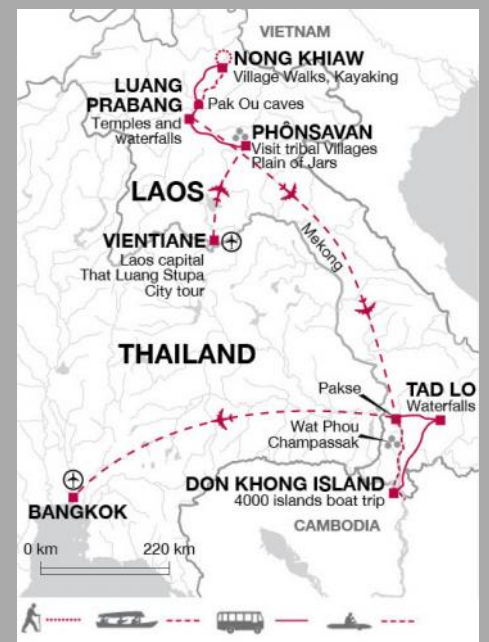 VIETNAM
NONG KHIAW
Village Walks, Kayaking
LUANG
PRABANG
Temples and
waterfalls
Pak Ou caves
PHÔNSAVAN
Visit tribal Villages
Plain of Jars
LAOS
VIENTIANE
Laos capital
That Luang Stupa
City tour
Mekong
THAILAND
Pakse
TAD LO
Waterfalls
Wat Phou
Champassak
DON KHONG ISLAND
4000 islands boat trip
BANGKOK
CAMBODIA
0 km 220 km